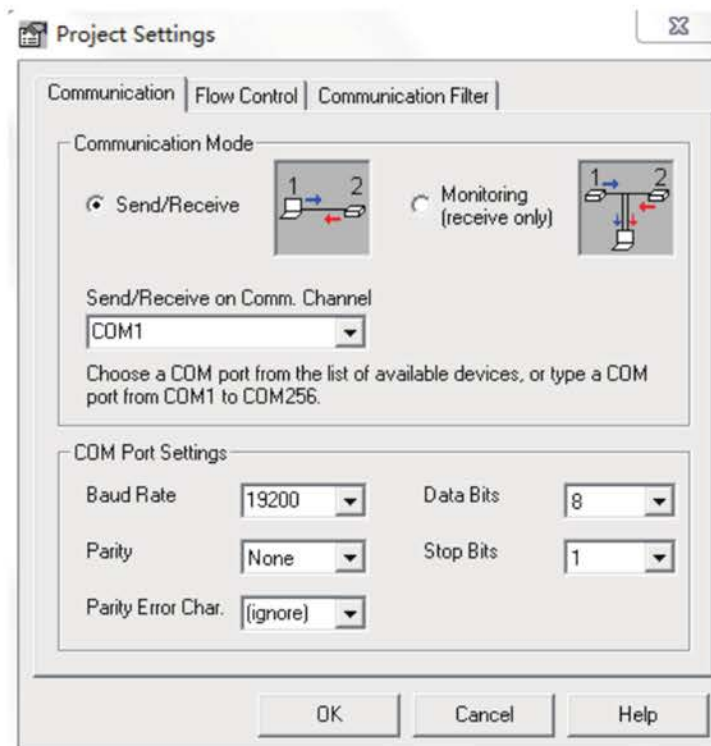 Project Settings
Communication
Flow Control
Communication Filter
Communication Mode
Send/Receive
1 2
Monitoring
(receive only)
1 2
Send/Receive on Comm. Channel
COM1
Choose a COM port from the list of available devices, or type a COM
port from COM1 to COM256.
COM Port Settings
Baud Rate
19200
Data Bits
8
Parity
None
Stop Bits
1
Parity Error Char.
(ignore)
OK
Cancel
Help